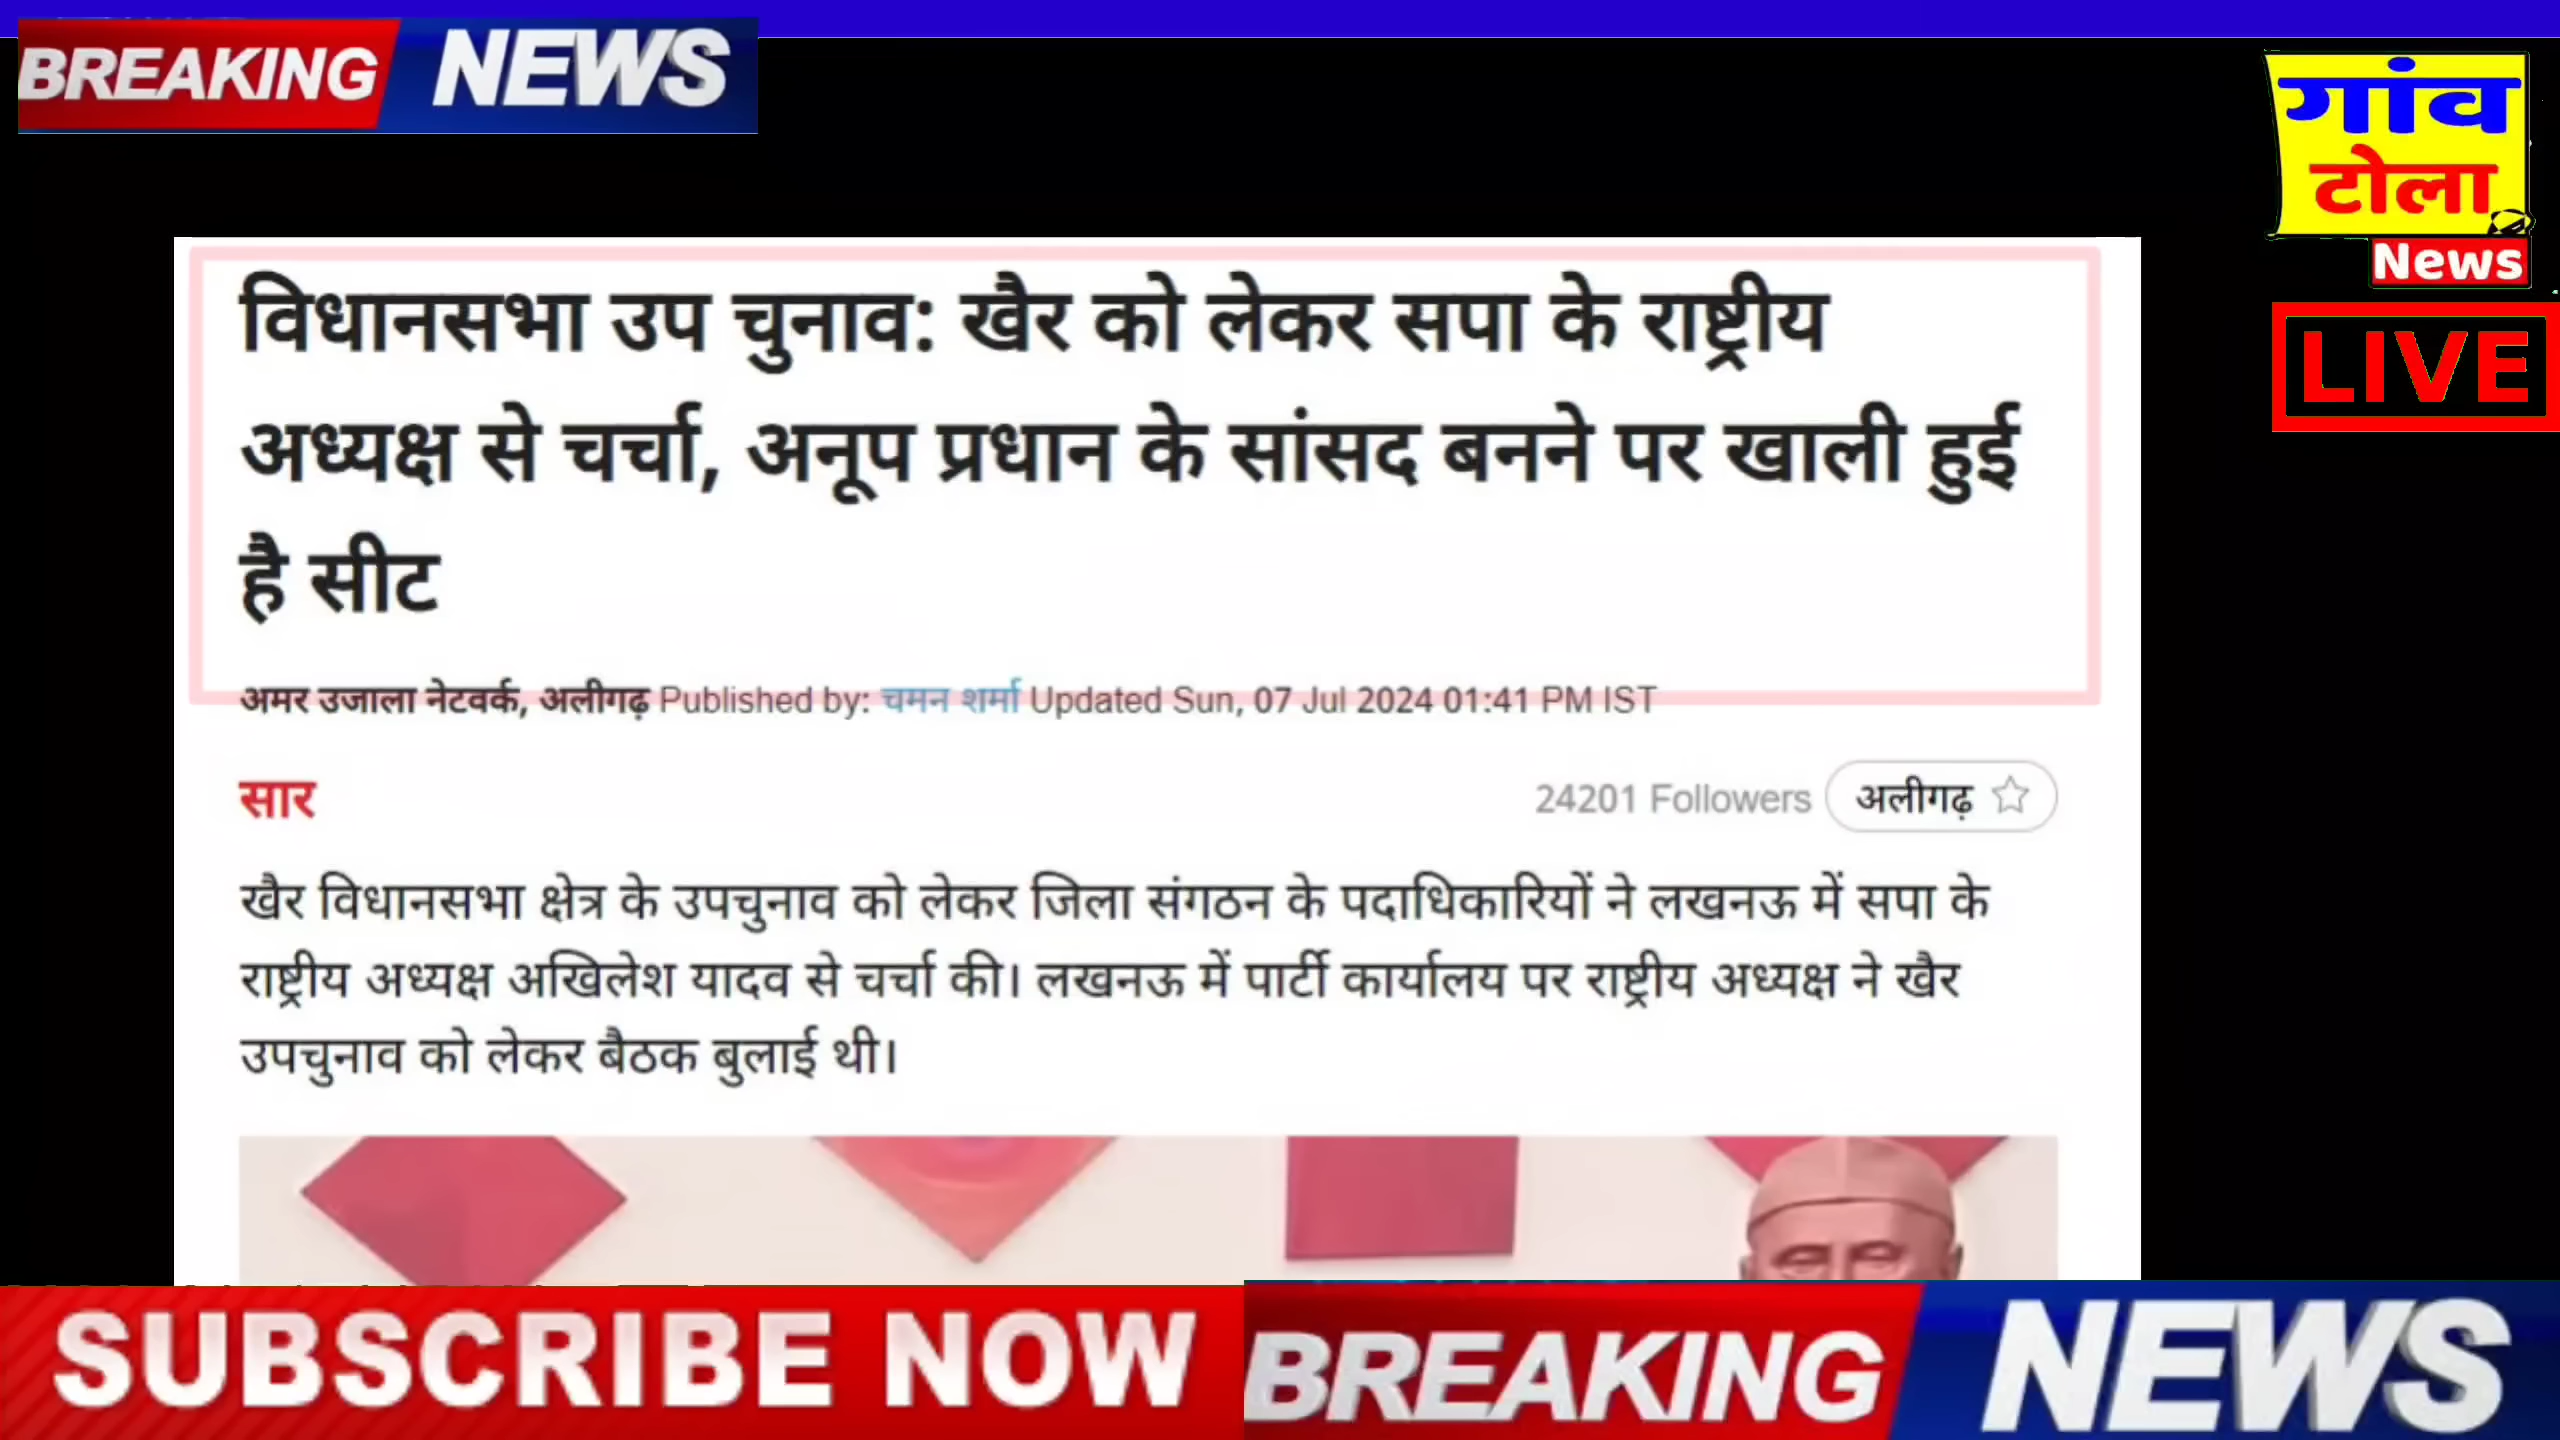 BREAKING NEWS
गांव
टोला
News
LIVE
विधानसभा उप चुनाव: खैर को लेकर सपा के राष्ट्रीय
अध्यक्ष से चर्चा, अनूप प्रधान के सांसद बनने पर खाली हुई
है सीट
अमर उजाला नेटवर्क, अलीगढ़ Published by: चमन शर्मा Updated Sun, 07 Jul 2024 01:41 PM IST
सार
24201 Followers अलीगढ़
खैर विधानसभा क्षेत्र के उपचुनाव को लेकर जिला संगठन के पदाधिकारियों ने लखनऊ में सपा के
राष्ट्रीय अध्यक्ष अखिलेश यादव से चर्चा की। लखनऊ में पार्टी कार्यालय पर राष्ट्रीय अध्यक्ष ने खैर
उपचुनाव को लेकर बैठक बुलाई थी।
SUBSCRIBE NOW BREAKING NEWS